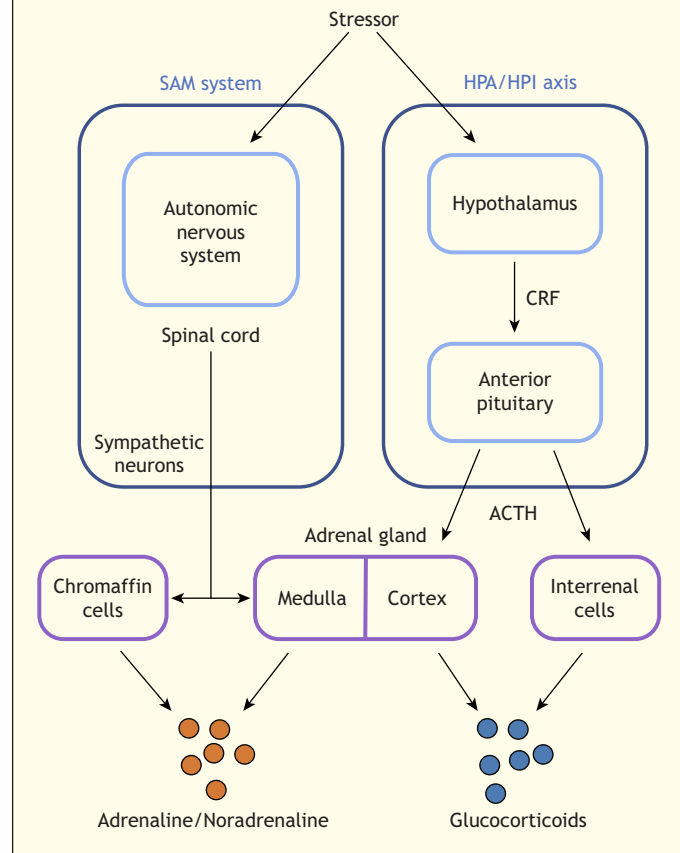 Stressor
SAM system
HPA/HPI axis
Autonomic
nervous
system
Hypothalamus
CRF
Spinal cord
Anterior
pituitary
Sympathetic
neurons
ACTH
Adrenal gland
Chromaffin
cells
Medulla
Cortex
Interrenal
cells
Adrenaline/Noradrenaline
Glucocorticoids